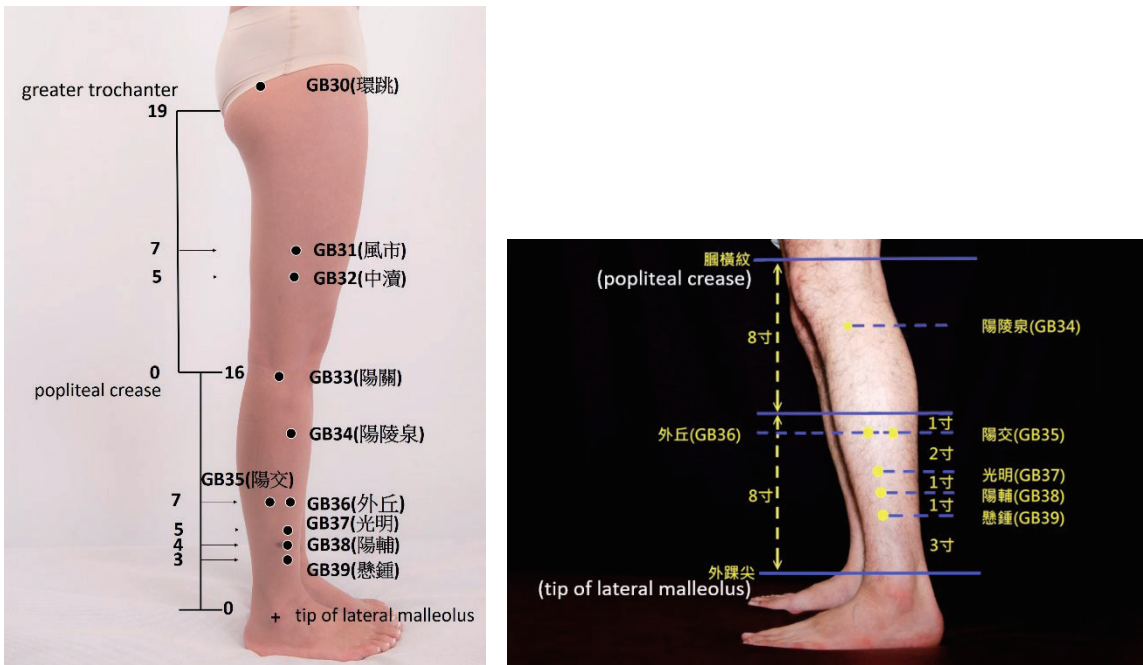 greater trochanter
19
GB30(環跳)
7
GB31(風市)
5
GB32(中瀆)
0
16
popliteal crease
GB33(陽關)
GB34(陽陵泉)
GB35(陽交)
7
GB36(外丘)
GB37(光明)
5
4
GB38(陽輔)
3
GB39(懸鍾)
0
+ tip of lateral malleolus
膕橫紋
(popliteal crease)
陽陵泉(GB34)
8寸
外丘(GB36)
1寸
陽交(GB35)
2寸
光明(GB37)
1寸
陽輔(GB38)
8寸
1寸
懸鍾(GB39)
3寸
外踝尖
(tip of lateral malleolus)